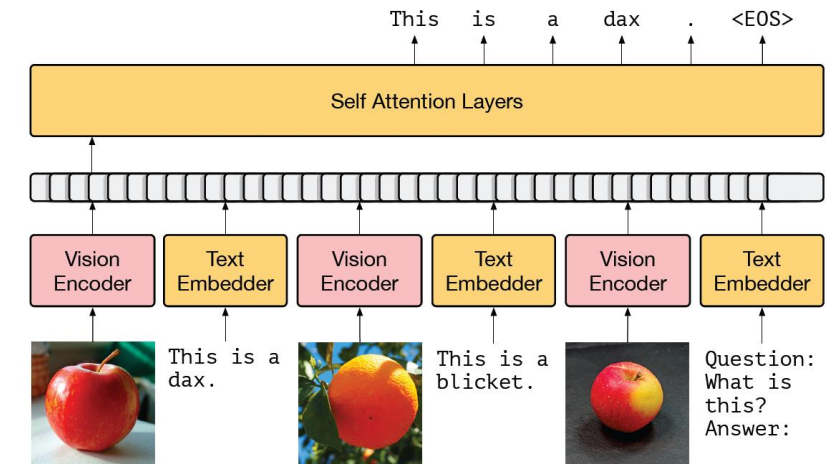 This is a dax . <EOS>
Self Attention Layers
Vision
Encoder
Text
Embedder
Vision
Encoder
Text
Embedder
Vision
Encoder
Text
Embedder
This is a
dax.
This is a
blicket.
Question:
What is
this?
Answer: